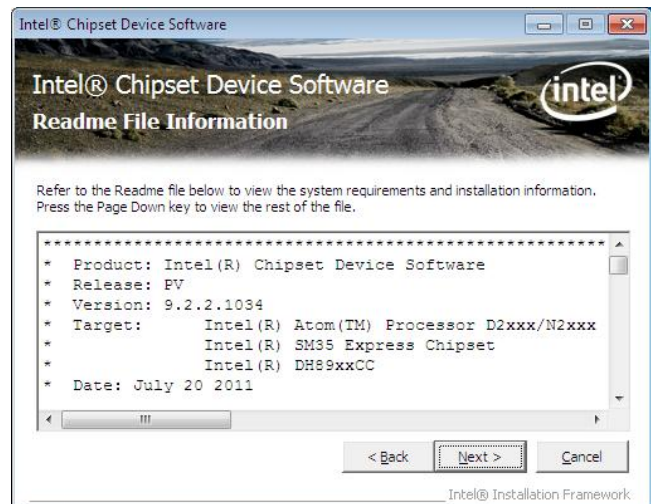 Intel® Chipset Device Software
Intel® Chipset Device Software
intel
Readme File Information
Refer to the Readme file below to view the system requirements and installation information.
Press the Page Down key to view the rest of the file.
************************************************************
* Product: Intel(R) Chipset Device Software
* Release: PV
* Version: 9.2.2.1034
* Target: Intel(R) Atom(TM) Processor D2xxx/N2xxx
* Intel(R) SM35 Express Chipset
* Intel(R) DH89xxCC
* Date: July 20 2011
< Back Next > Cancel
Intel® Installation Framework